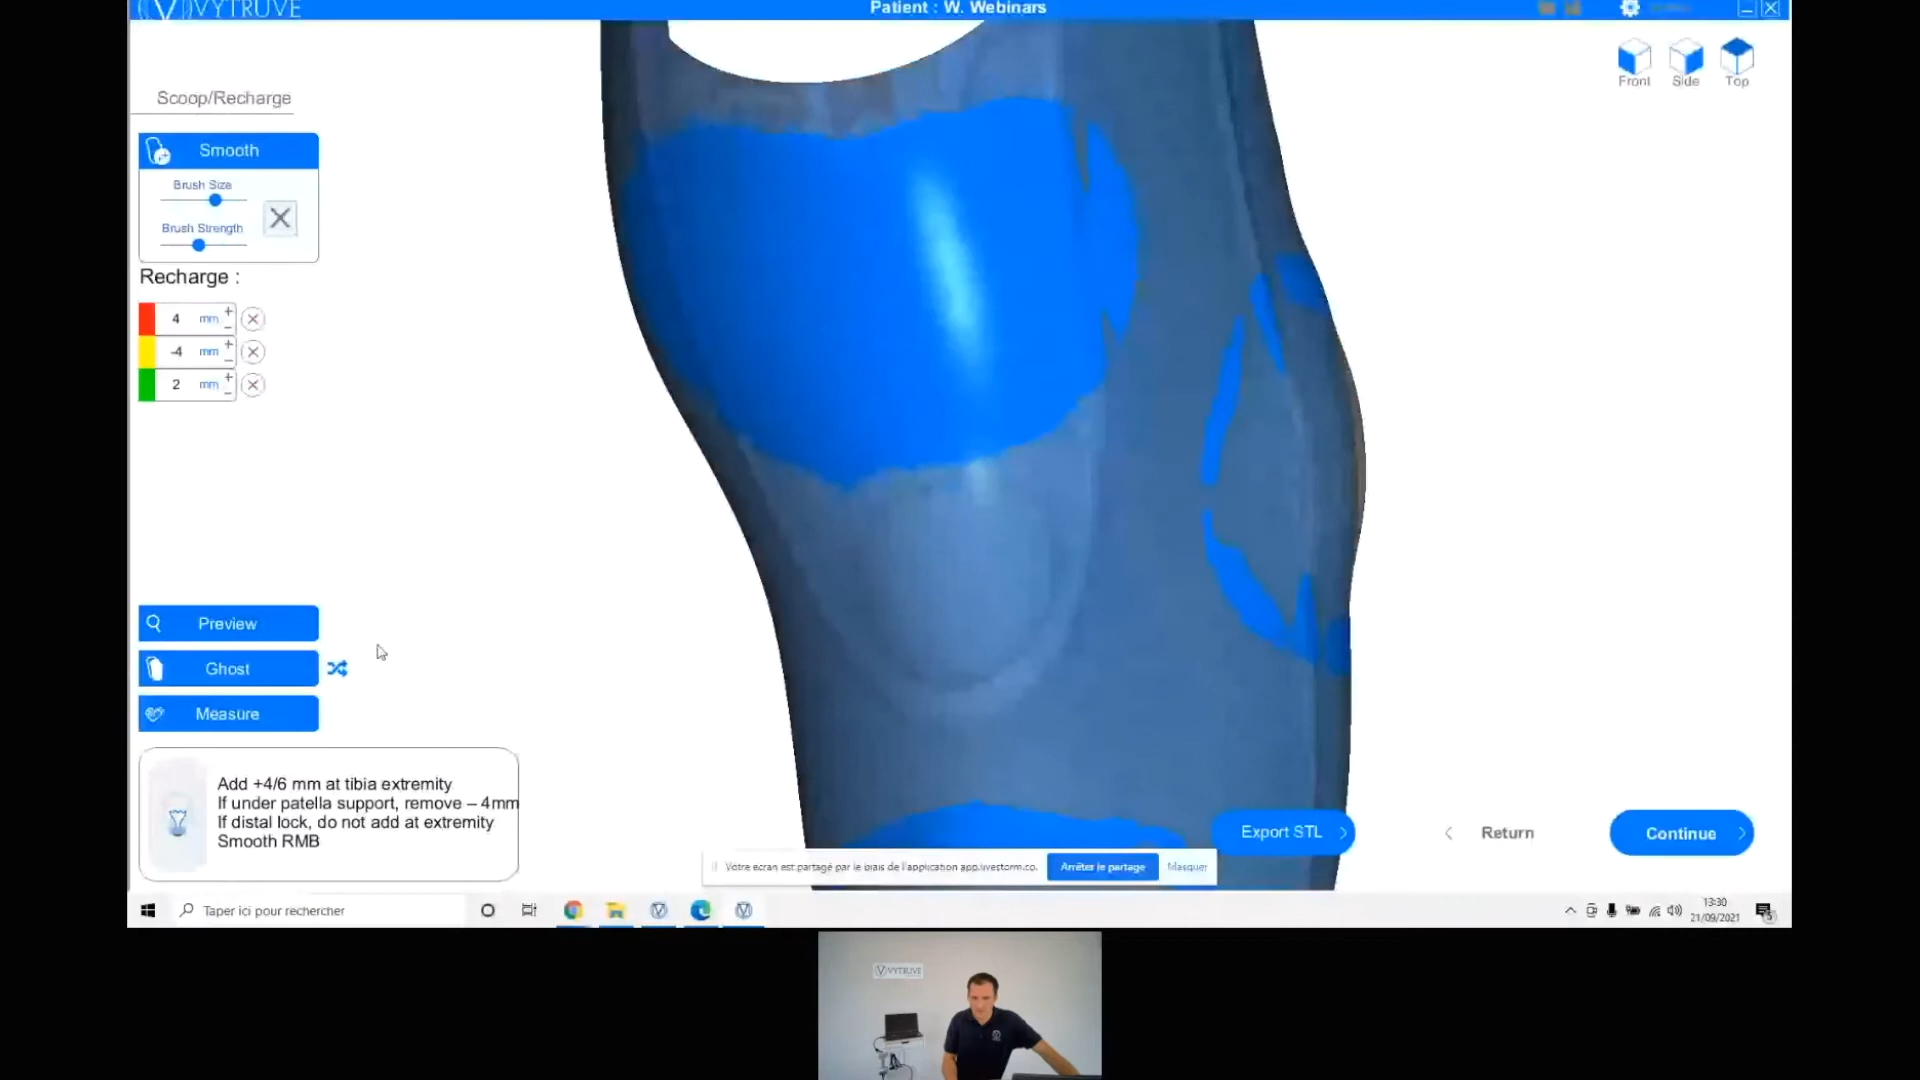 VYTRUVE
Patient : W. Webinars
Front
Side
Top
Scoop/Recharge
Smooth
Brush Size
Brush Strength
Recharge :
4 mm + −
-4 mm + −
2 mm + −
Preview
Ghost
Measure
Add +4/6 mm at tibia extremity
If under patella support, remove – 4mm
If distal lock, do not add at extremity
Smooth RMB
Export STL
Return
Continue
Votre écran est partagé par le biais de l'application app.livestorm.co.
Arrêter le partage
Masquer
Taper ici pour rechercher
13:30
21/09/2021
5
VYTRUVE